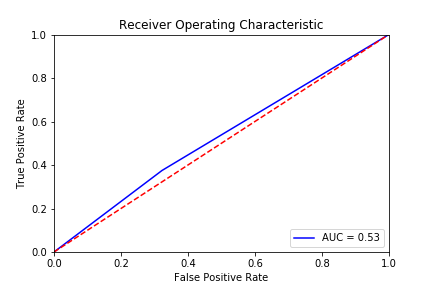 Receiver Operating Characteristic
1.0
0.8
0.6
0.4
0.2
0.0
True Positive Rate
AUC = 0.53
0.0 0.2 0.4 0.6 0.8 1.0
False Positive Rate